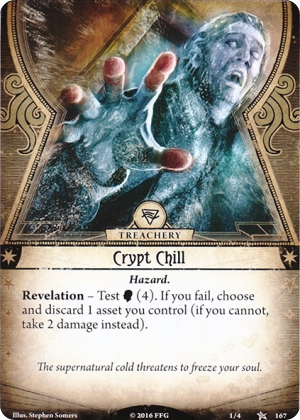 TREACHERY
Crypt Chill
Hazard.
Revelation – Test (4). If you fail, choose
and discard 1 asset you control (if you cannot,
take 2 damage instead).
The supernatural cold threatens to freeze your soul.
Illus. Stephen Somers
© 2016 FFG
1/4
167